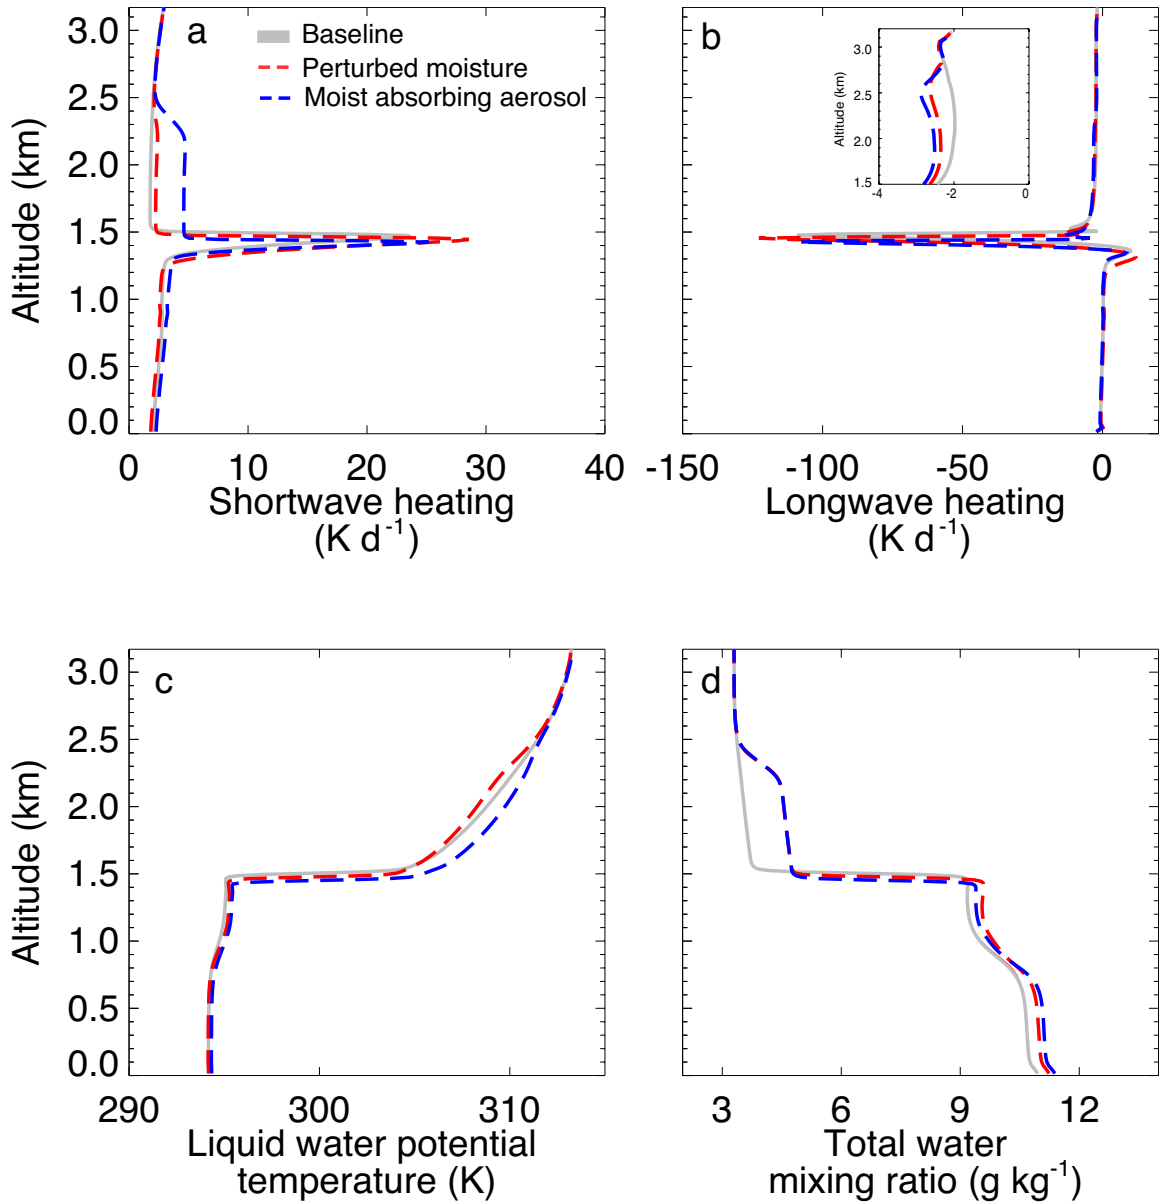 a
Baseline
Perturbed moisture
Moist absorbing aerosol
3.0
2.5
2.0
1.5
1.0
0.5
0.0
Altitude (km)
0 10 20 30 40
Shortwave heating
(K d⁻¹)
b
3.0
2.5
2.0
1.5
Altitude (km)
-4 -2 0
-150 -100 -50 0
Longwave heating
(K d⁻¹)
c
3.0
2.5
2.0
1.5
1.0
0.5
0.0
Altitude (km)
290 300 310
Liquid water potential
temperature (K)
d
3 6 9 12
Total water
mixing ratio (g kg⁻¹)